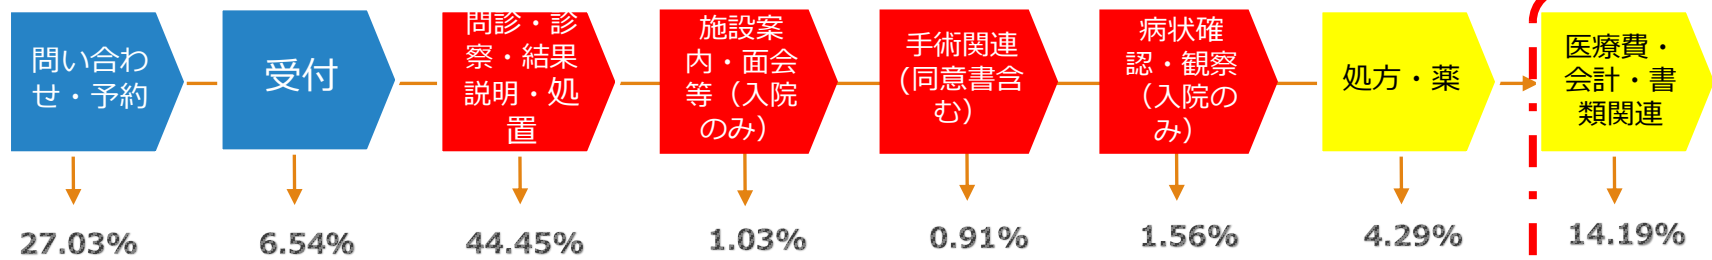 問い合わ
せ・予約
受付
問診・診
察・結果
説明・処
置
施設案
内・面会
等（入院
のみ）
手術関連
(同意書含
む）
病状確
認・観察
（入院の
み）
処方・薬
医療費・
会計・書
類関連
27.03%
6.54%
44.45%
1.03%
0.91%
1.56%
4.29%
14.19%